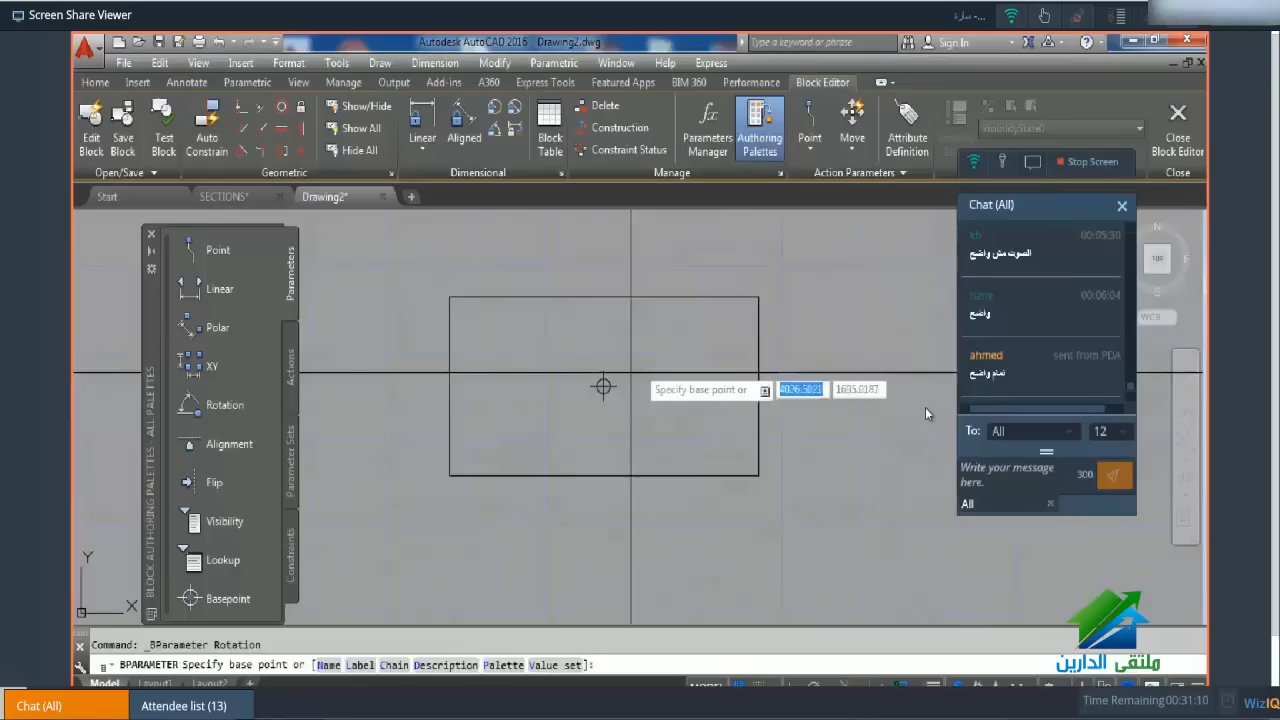 Screen Share Viewer
سارة -...
Autodesk AutoCAD 2016 Drawing2.dwg
Type a keyword or phrase
Sign In
File Edit View Insert Format Tools Draw Dimension Modify Parametric Window Help Express
Home Insert Annotate Parametric View Manage Output Add-ins A360 Express Tools Featured Apps BIM 360 Performance Block Editor
Edit Block
Save Block
Test Block
Auto Constrain
Show/Hide
Show All
Hide All
Linear
Aligned
Block Table
Delete
Construction
Constraint Status
Parameters Manager
Authoring Palettes
Point
Move
Attribute Definition
VisibilityState0
Close Block Editor
Open/Save
Geometric
Dimensional
Manage
Action Parameters
Close
Stop Screen
Start
SECTIONS*
Drawing2*
Chat (All)
00:05:30
الصوت مش واضح
00:06:04
واضح
ahmed sent from PDA
تمام واضح
To: All 12
Write your message here.
300
All
N
TOP
E
S
WCS
Point
Linear
Polar
XY
Rotation
Alignment
Flip
Visibility
Lookup
Basepoint
Parameters
Actions
Parameter Sets
Constraints
BLOCK AUTHORING PALETTES - ALL PALETTES
Specify base point or
Y
X
Command: _BParameter Rotation
BPARAMETER Specify base point or [Name Label Chain Description Palette Value set]:
Model Layout1 Layout2 +
MODEL
ملتقى الدارين
Chat (All)
Attendee list (13)
Time Remaining 00:31:10
WizIQ